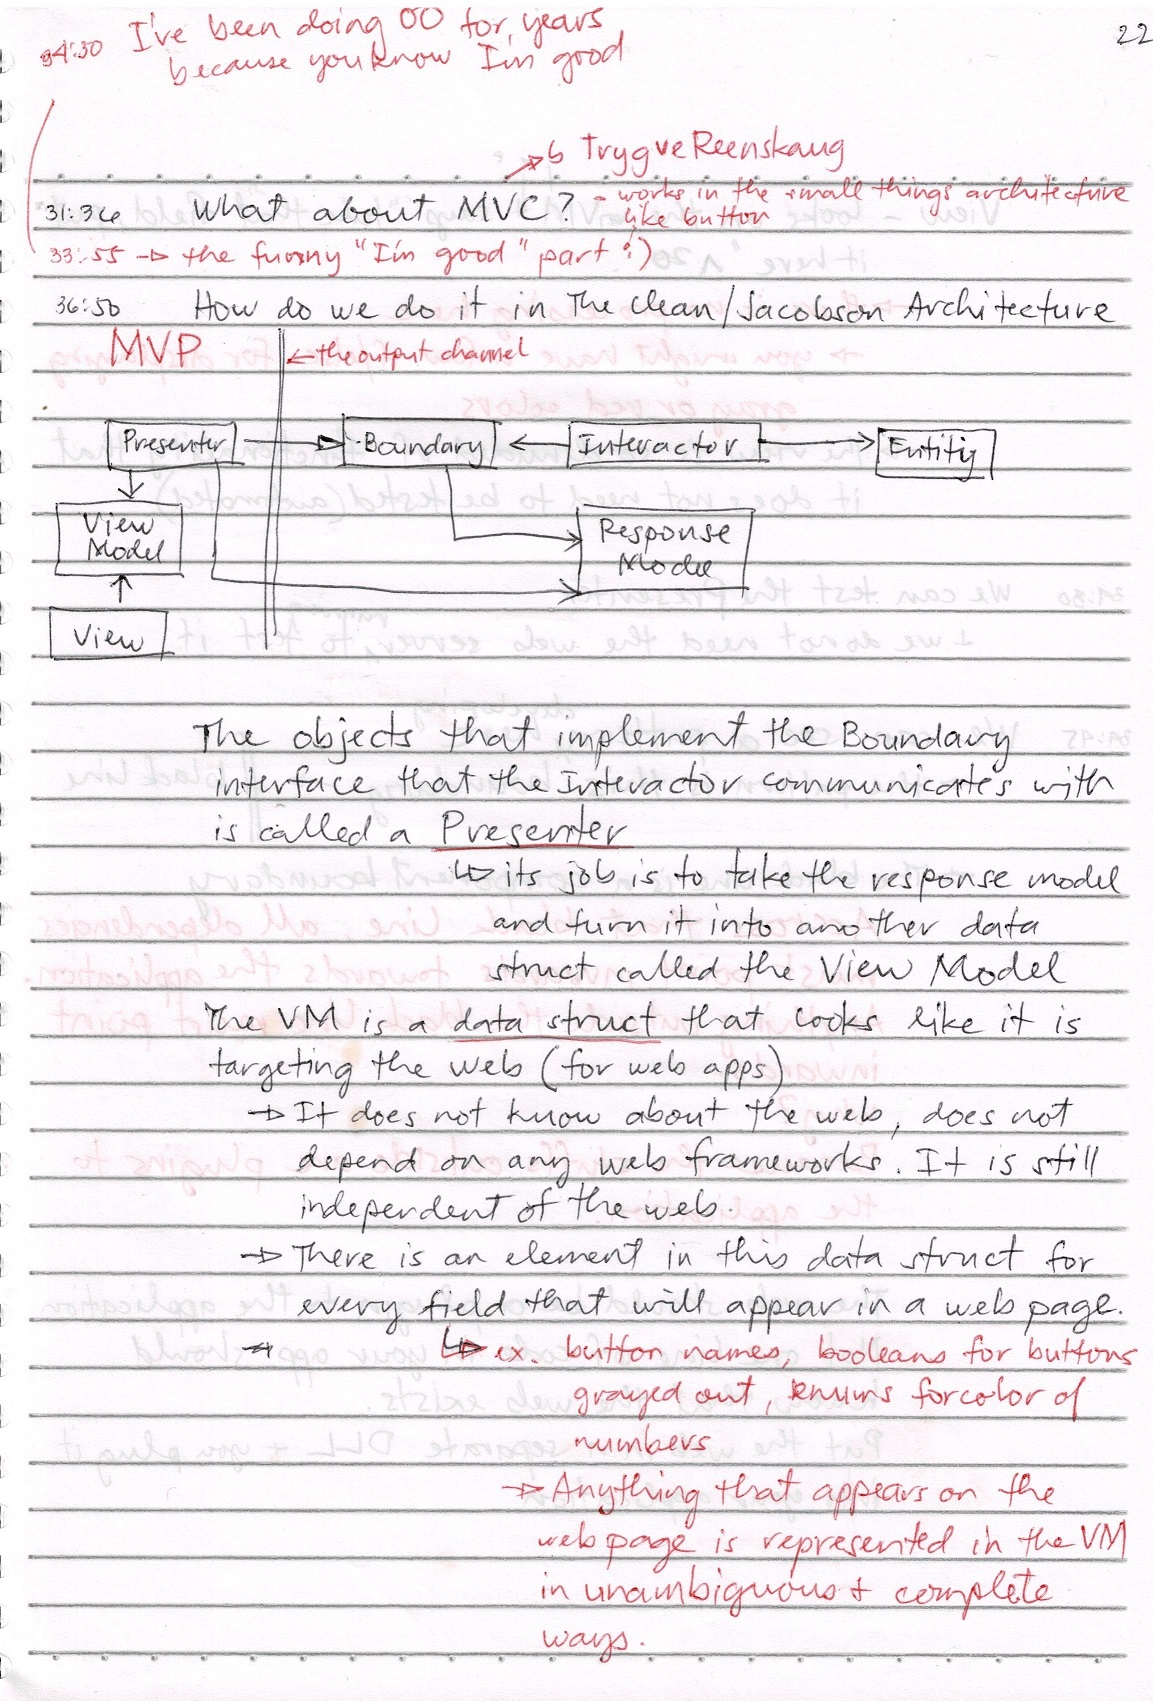 34:30 I've been doing OO for, years
because you know I'm good
22
↳ Trygve Reenskaug
31:36 What about MVC? - works in the small things architecture
like button
33:55 → the funny "I'm good" part :)
36:50 How do we do it in The Clean/Jacobson Architecture
MVP ← the output channel
Presenter Boundary Interactor Entity
View Model
Response Model
View
The objects that implement the Boundary
interface that the Interactor communicates with
is called a Presenter
↳ its job is to take the response model
and turn it into another data
struct called the View Model
The VM is a data struct that looks like it is
targeting the web (for web apps)
→ It does not know about the web, does not
depend on any web frameworks. It is still
independent of the web.
→ There is an element in this data struct for
every field that will appear in a web page.
↳ ex. button names, booleans for buttons
grayed out, enums for color of
numbers
→ Anything that appears on the
web page is represented in the VM
in unambiguous + complete
ways.